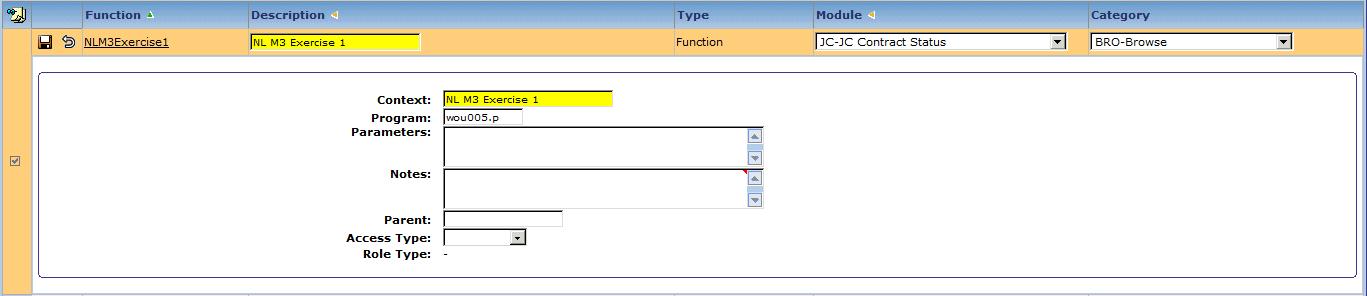 Function Description Type Module Category
NLM3Exercise1 NL M3 Exercise 1 Function JC-JC Contract Status BRO-Browse
Context: NL M3 Exercise 1
Program: wou005.p
Parameters:
Notes:
Parent:
Access Type:
Role Type: -